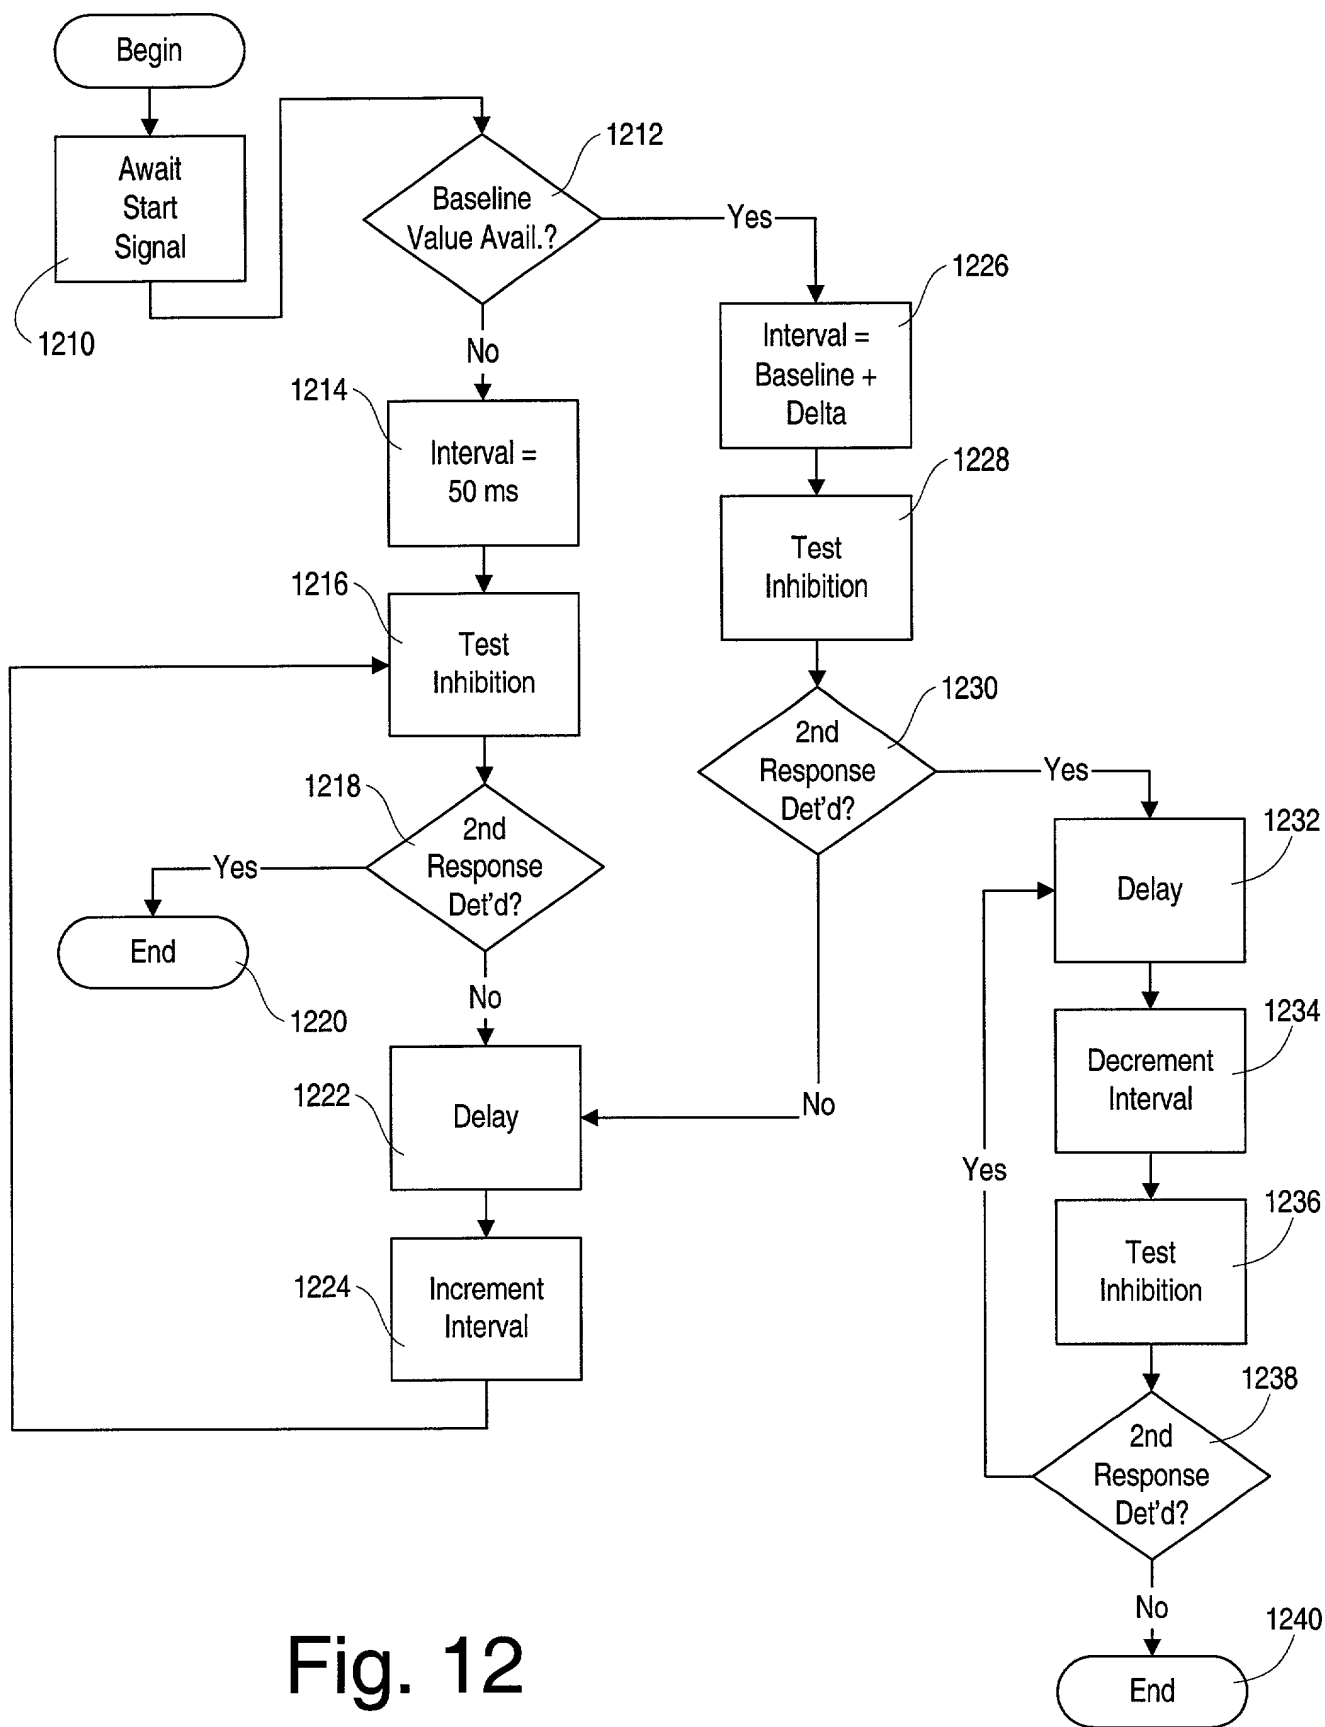 Begin
Await
Start
Signal
1210
Baseline
Value Avail.?
1212
Yes
No
1214
Interval =
50 ms
1216
Test
Inhibition
1218
2nd
Response
Det'd?
Yes
End
1220
No
1222
Delay
1224
Increment
Interval
1226
Interval =
Baseline +
Delta
1228
Test
Inhibition
1230
2nd
Response
Det'd?
Yes
No
1232
Delay
1234
Decrement
Interval
Yes
1236
Test
Inhibition
1238
2nd
Response
Det'd?
No
1240
End
Fig. 12